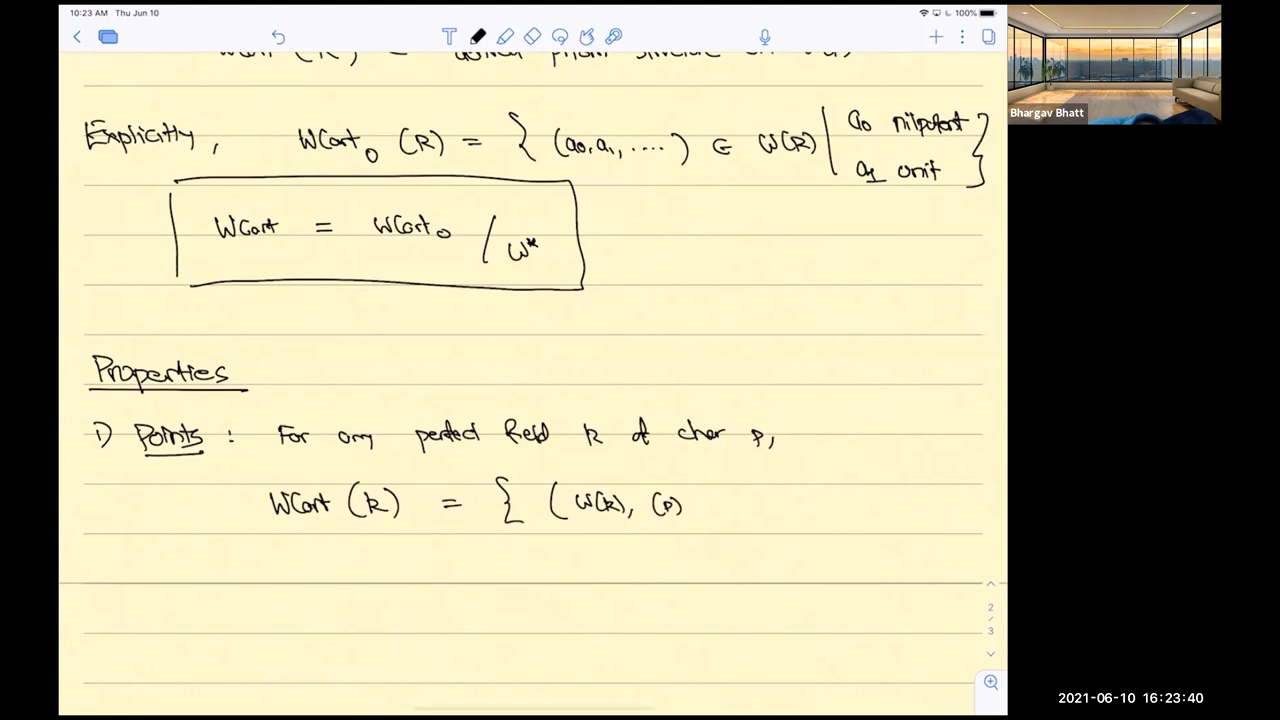 10:23 AM Thu Jun 10
100%
Explicitly, WCart₀ (R) = { (a₀, a₁, ....) ∈ W(R) | a₀ nilpotent
a₁ unit }
WCart = WCart₀ / W*
Properties
1) Points : For any perfect field k of char p,
WCart (k) = { ( W(k), (p)
2
3
Bhargav Bhatt
2021-06-10 16:23:40